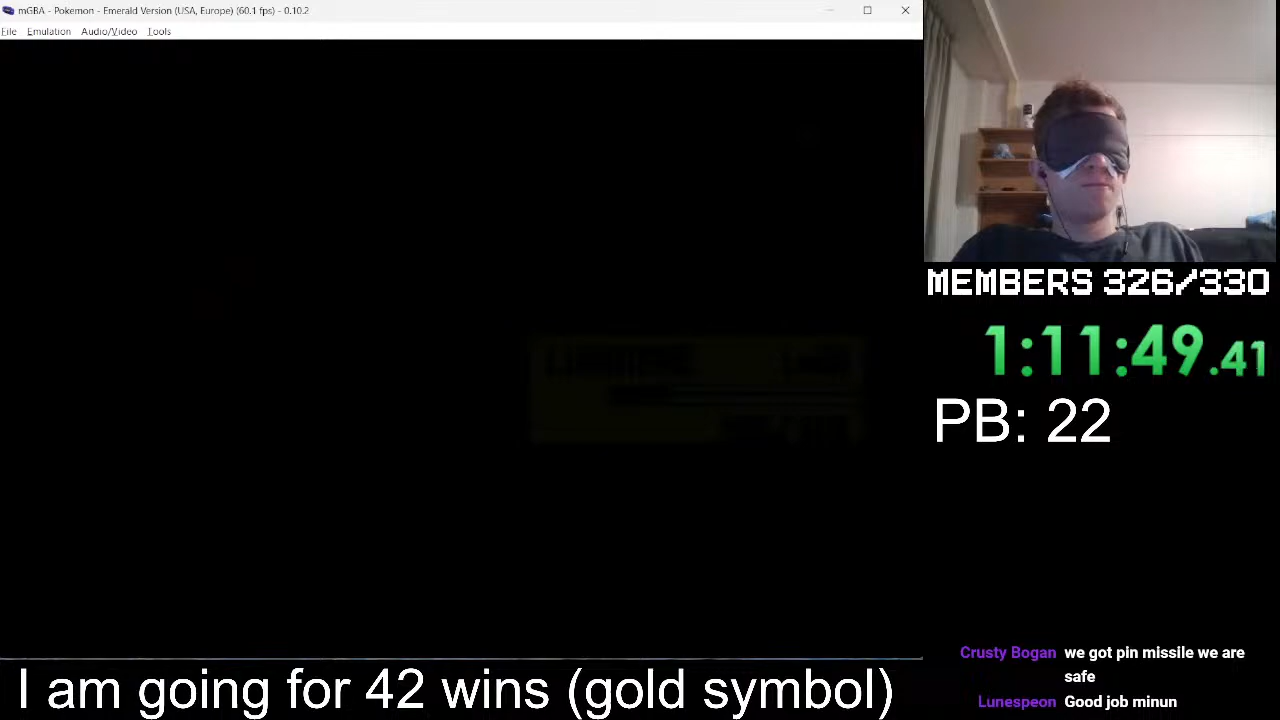 mGBA - Pokemon - Emerald Version (USA, Europe) (60.1 fps) - 0.10.2
File Emulation Audio/Video Tools
MEMBERS 326/330
1:11:49.41
PB: 22
Crusty Bogan we got pin missile we are
safe
Lunespeon Good job minun
I am going for 42 wins (gold symbol)